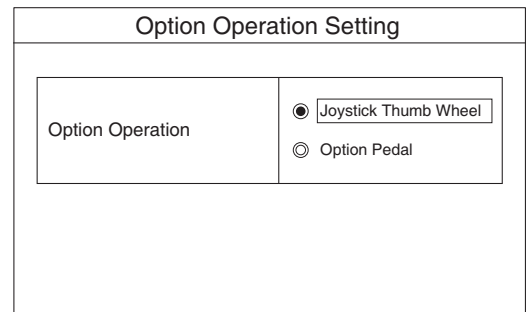 Option Operation Setting
Option Operation
Joystick Thumb Wheel
Option Pedal